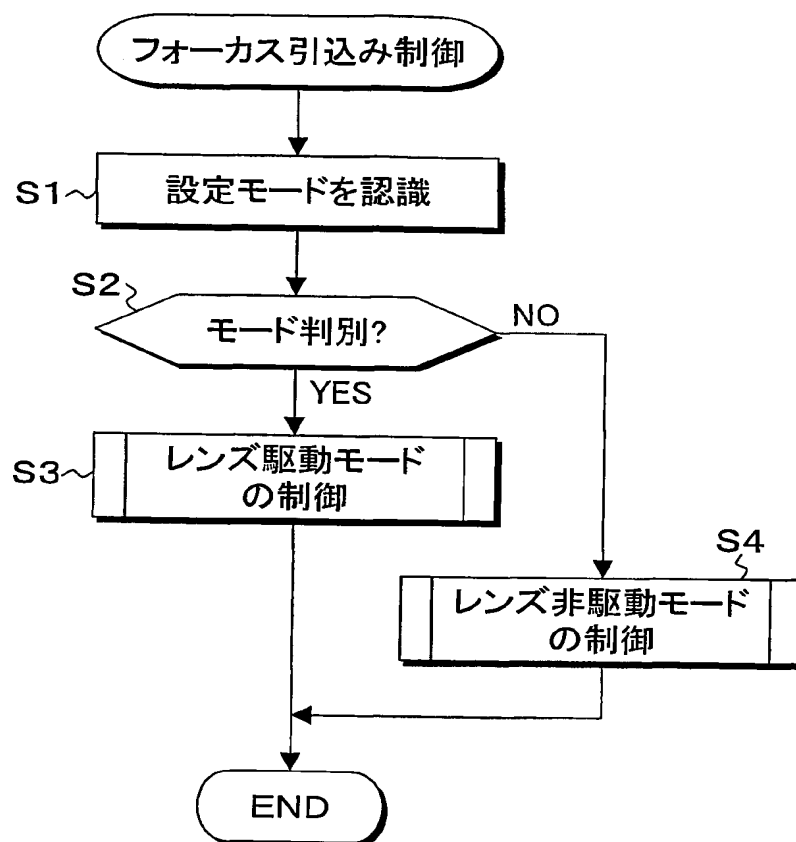 フォーカス引込み制御
S1
設定モードを認識
S2
モード判別?
NO
YES
S3
レンズ駆動モード
の制御
S4
レンズ非駆動モード
の制御
END